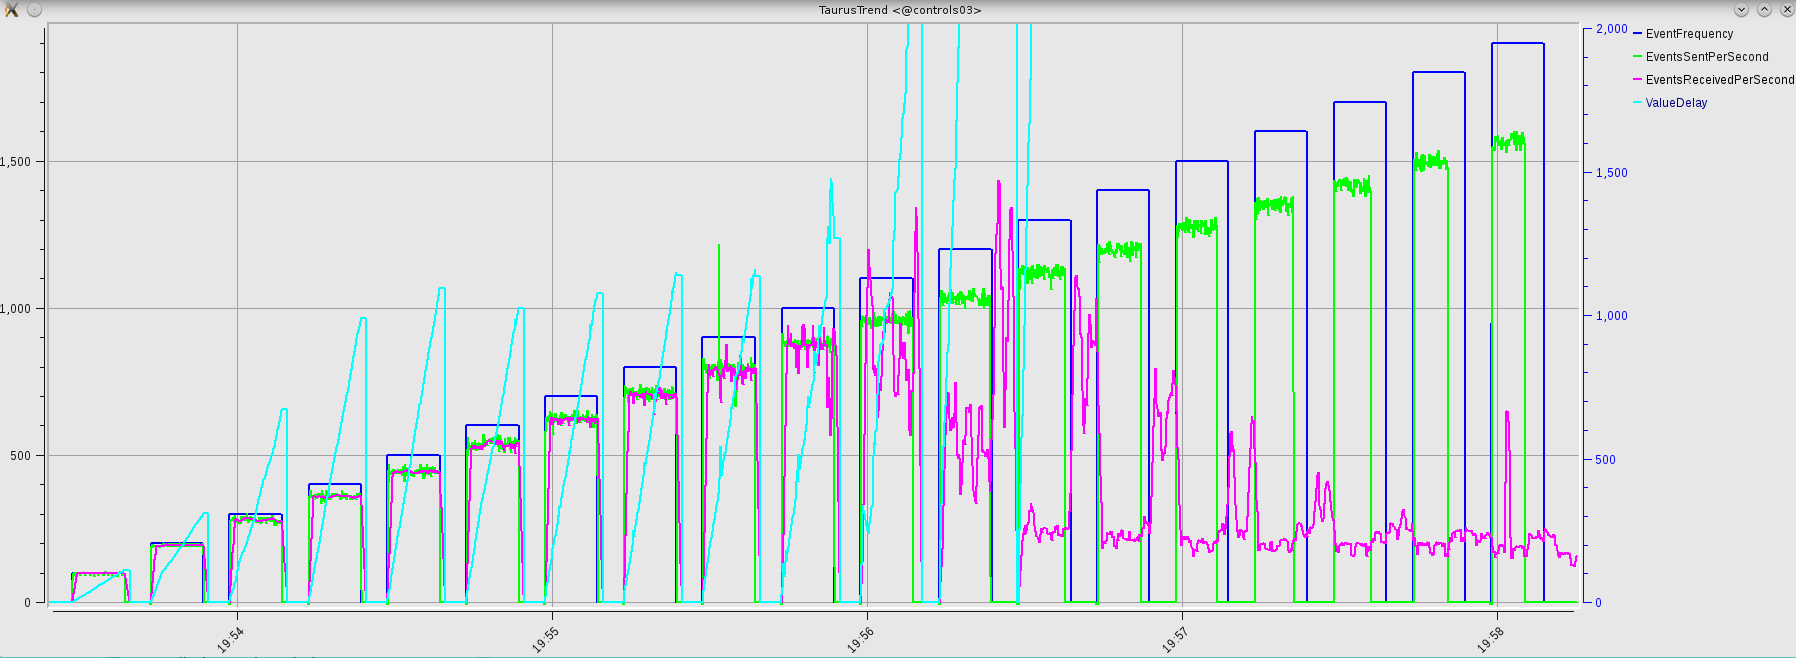 TaurusTrend <@controls03>
2,000
EventFrequency
EventsSentPerSecond
EventsReceivedPerSecond
ValueDelay
1,500
1,500
1,000
1,000
500
500
0
0
19:54
19:55
19:56
19:57
19:58